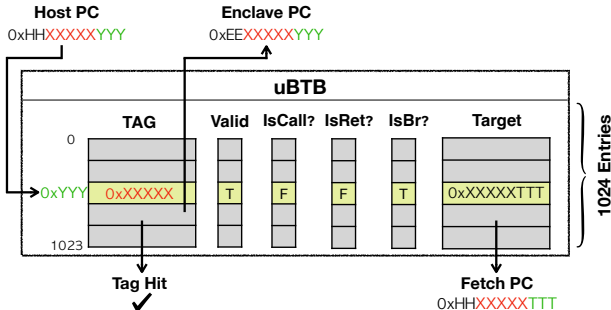 Host PC
0xHHXXXXXYYY
Enclave PC
0xEEXXXXXYYY
uBTB
TAG Valid IsCall? IsRet? IsBr? Target
0
0xYYY 0xXXXXX T F F T 0xXXXXXTTT
1023
1024 Entries
Tag Hit
Fetch PC
0xHHXXXXXTTT